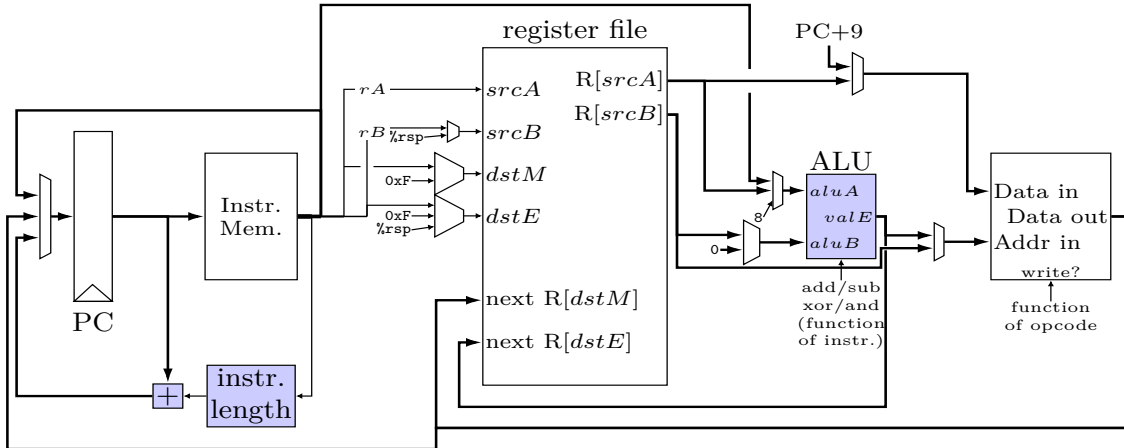 register file
PC+9
R[srcA]
rA
srcA
R[srcB]
rB
%rsp
srcB
ALU
0xF
dstM
aluA
Data in
Instr.
Mem.
0xF
dstE
8
valE
Data out
%rsp
0
aluB
Addr in
write?
add/sub
xor/and
(function
of instr.)
function
of opcode
next R[dstM]
PC
next R[dstE]
instr.
length
+